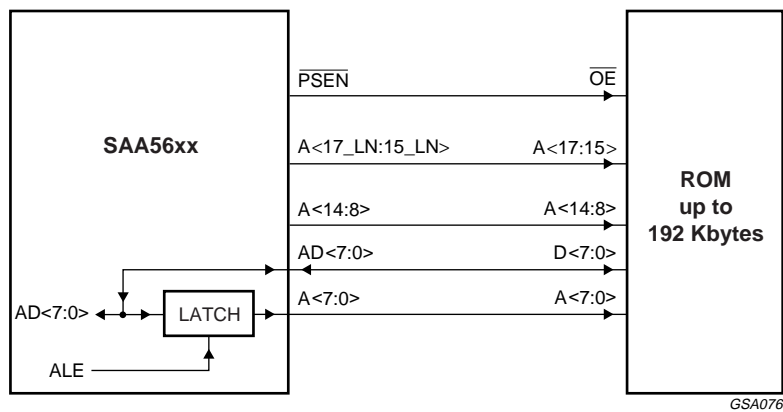 PSEN OE
SAA56xx
A<17_LN:15_LN> A<17:15>
ROM
up to
192 Kbytes
A<14:8> A<14:8>
AD<7:0> D<7:0>
AD<7:0> LATCH A<7:0> A<7:0>
ALE
GSA076